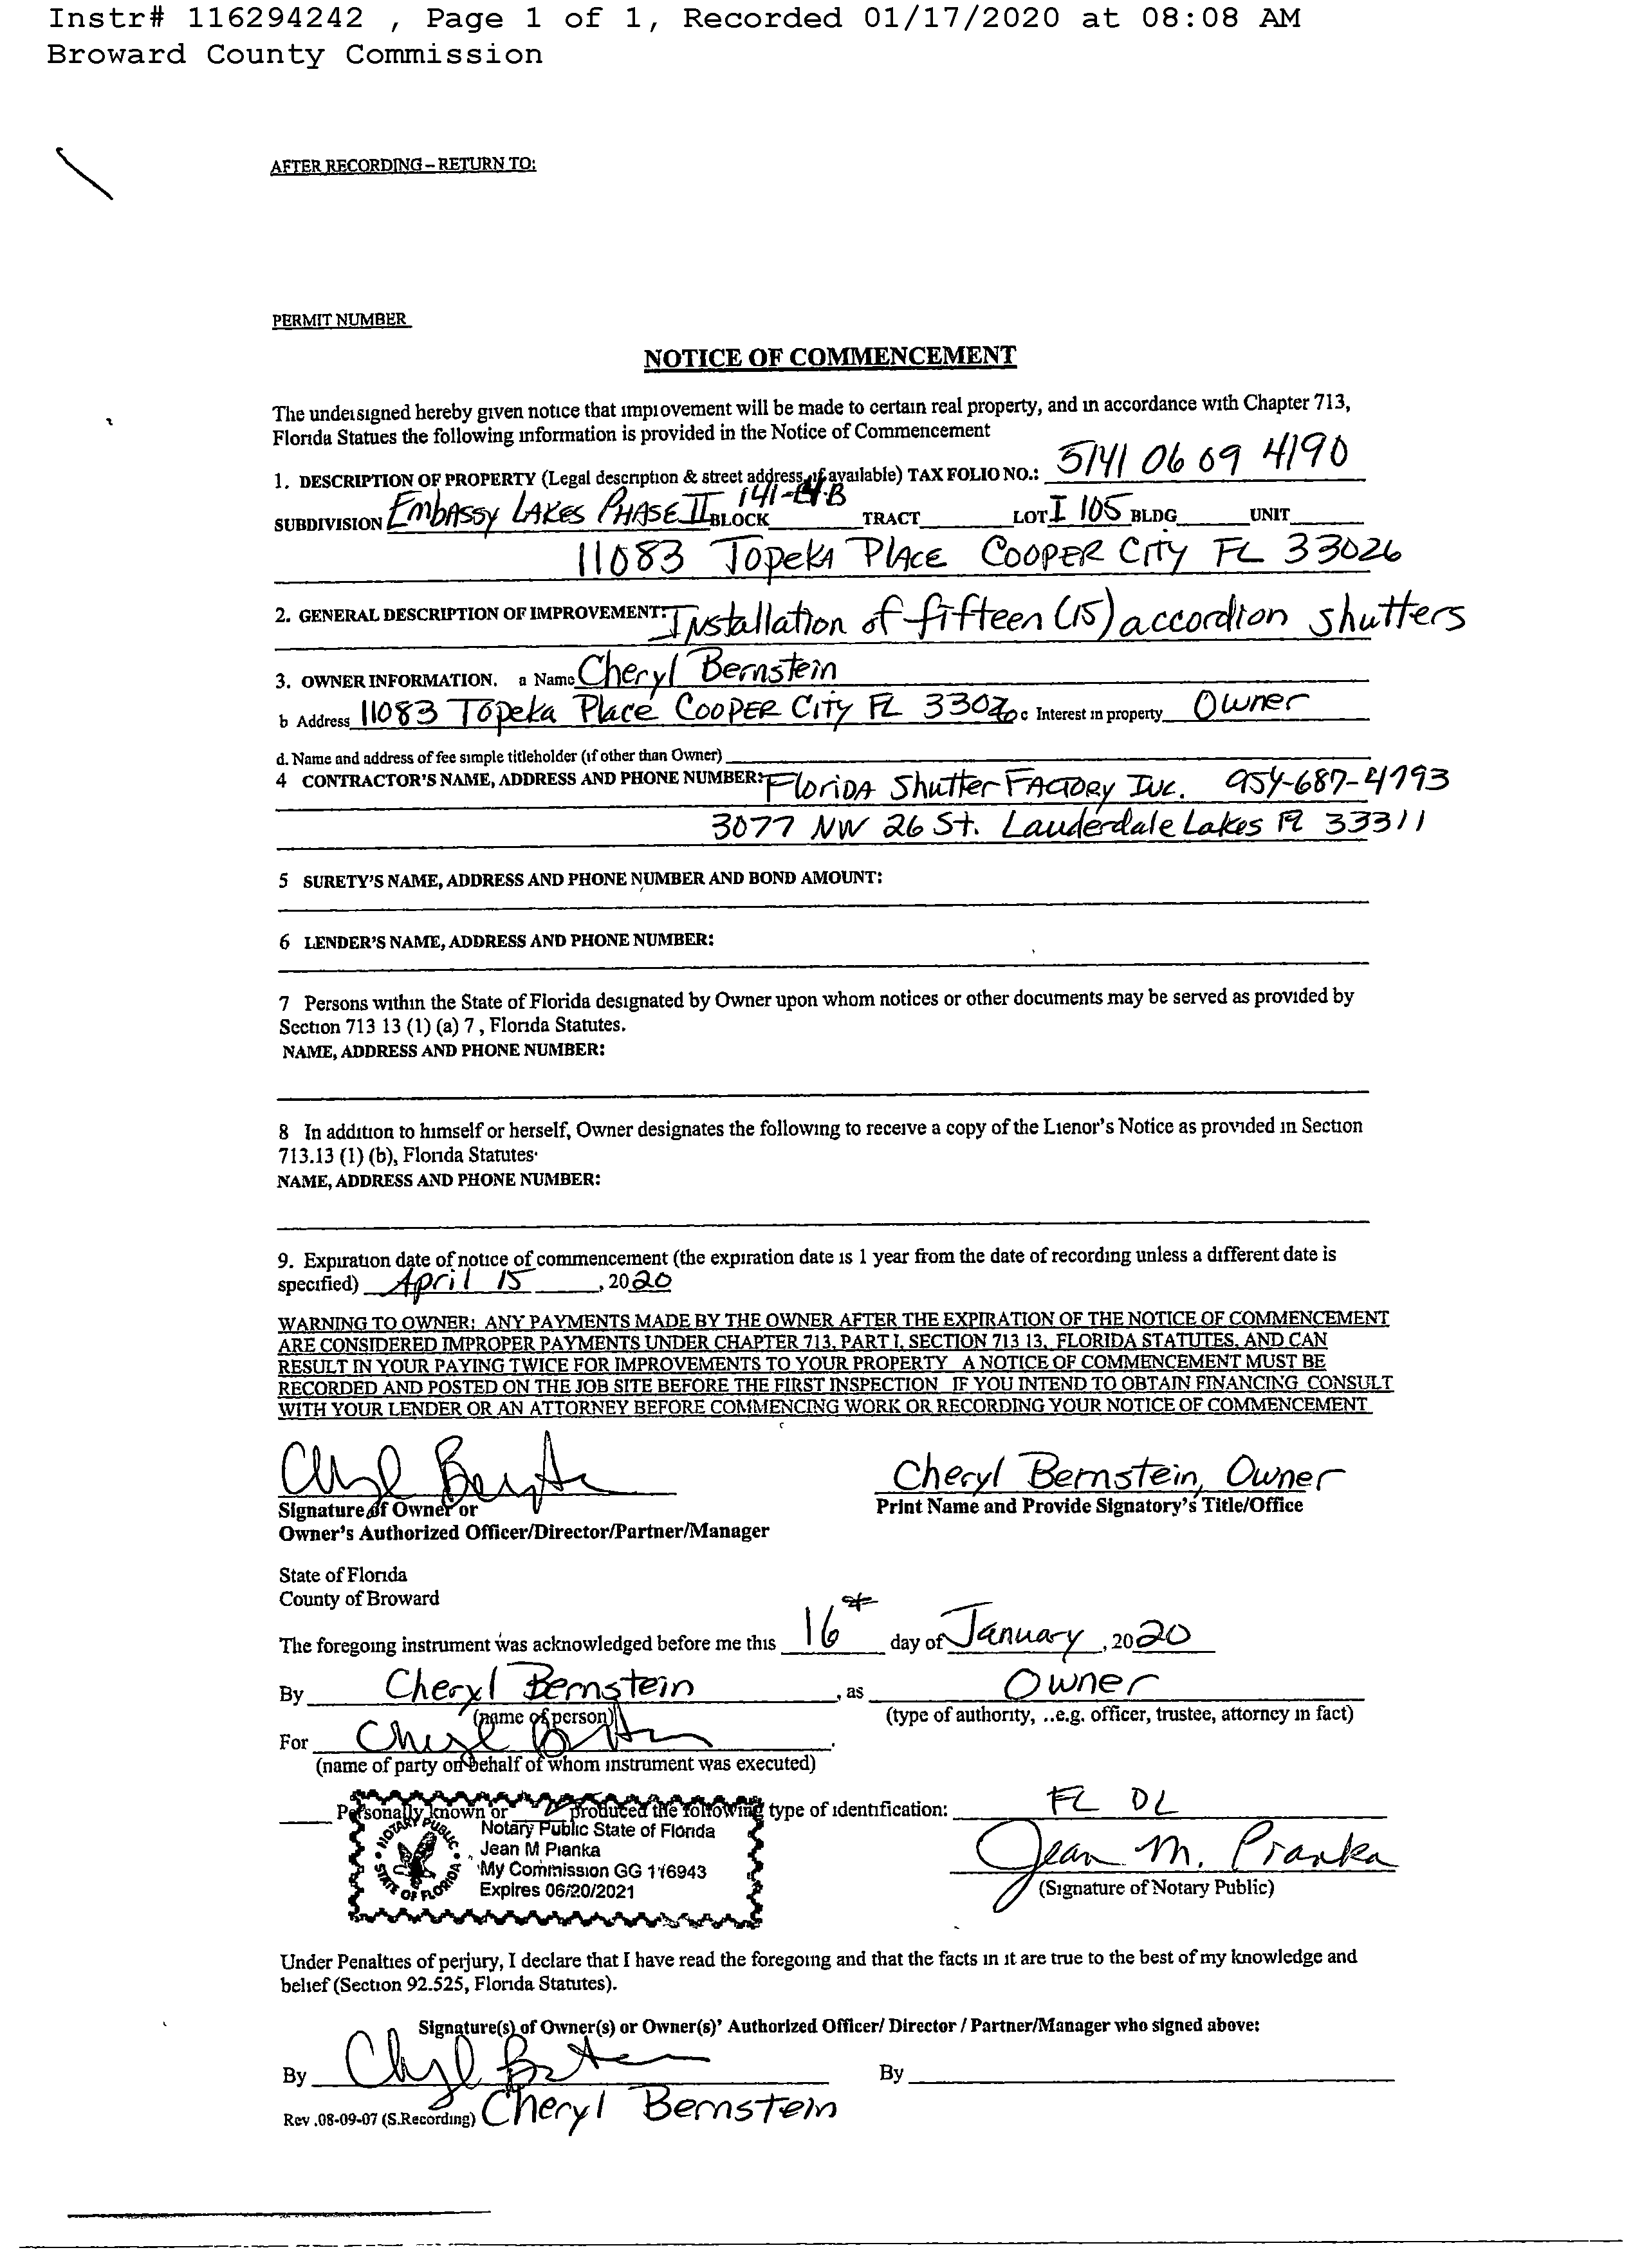 Instr# 116294242 , Page 1 of 1, Recorded 01/17/2020 at 08:08 AM
Broward County Commission
AFTER RECORDING – RETURN TO:
PERMIT NUMBER
NOTICE OF COMMENCEMENT
The undersigned hereby given notice that improvement will be made to certain real property, and in accordance with Chapter 713,
Florida Statues the following information is provided in the Notice of Commencement
1. DESCRIPTION OF PROPERTY (Legal description & street address, if available) TAX FOLIO NO.: 5141 06 09 4190
SUBDIVISION Embassy Lakes Phase II 141-14 B BLOCK TRACT LOT I 105 BLDG UNIT
11083 Topeka Place Cooper City FL 33026
2. GENERAL DESCRIPTION OF IMPROVEMENT: Installation of fifteen (15) accordion shutters
3. OWNER INFORMATION. a Name Cheryl Bernstein
b Address 11083 Topeka Place Cooper City FL 33026 c Interest in property Owner
d. Name and address of fee simple titleholder (if other than Owner)
4 CONTRACTOR'S NAME, ADDRESS AND PHONE NUMBER: Florida Shutter Factory Inc. 954-687-4793
3077 NW 26 St. Lauderdale Lakes Fl 33311
5 SURETY'S NAME, ADDRESS AND PHONE NUMBER AND BOND AMOUNT:
6 LENDER'S NAME, ADDRESS AND PHONE NUMBER:
7 Persons within the State of Florida designated by Owner upon whom notices or other documents may be served as provided by
Section 713 13 (1) (a) 7 , Florida Statutes.
NAME, ADDRESS AND PHONE NUMBER:
8 In addition to himself or herself, Owner designates the following to receive a copy of the Lienor's Notice as provided in Section
713.13 (1) (b), Florida Statutes·
NAME, ADDRESS AND PHONE NUMBER:
9. Expiration date of notice of commencement (the expiration date is 1 year from the date of recording unless a different date is
specified) April 15 , 2020
WARNING TO OWNER: ANY PAYMENTS MADE BY THE OWNER AFTER THE EXPIRATION OF THE NOTICE OF COMMENCEMENT
ARE CONSIDERED IMPROPER PAYMENTS UNDER CHAPTER 713, PART I, SECTION 713 13, FLORIDA STATUTES, AND CAN
RESULT IN YOUR PAYING TWICE FOR IMPROVEMENTS TO YOUR PROPERTY A NOTICE OF COMMENCEMENT MUST BE
RECORDED AND POSTED ON THE JOB SITE BEFORE THE FIRST INSPECTION IF YOU INTEND TO OBTAIN FINANCING CONSULT
WITH YOUR LENDER OR AN ATTORNEY BEFORE COMMENCING WORK OR RECORDING YOUR NOTICE OF COMMENCEMENT
Cheryl Bernstein, Owner
Signature of Owner or Print Name and Provide Signatory's Title/Office
Owner's Authorized Officer/Director/Partner/Manager
State of Florida
County of Broward
The foregoing instrument was acknowledged before me this 16th day of January , 2020
By Cheryl Bernstein , as Owner
(name of person) (type of authority, ..e.g. officer, trustee, attorney in fact)
For
(name of party on behalf of whom instrument was executed)
Personally known or produced the following type of identification: FL DL
NOTARY PUBLIC STATE OF FLORIDA
Notary Public State of Florida
Jean M Pianka
My Commission GG 116943
Expires 06/20/2021
Jean M. Pianka
(Signature of Notary Public)
Under Penalties of perjury, I declare that I have read the foregoing and that the facts in it are true to the best of my knowledge and
belief (Section 92.525, Florida Statutes).
Signature(s) of Owner(s) or Owner(s)' Authorized Officer/ Director / Partner/Manager who signed above:
By By
Rev .08-09-07 (S.Recording) Cheryl Bernstein